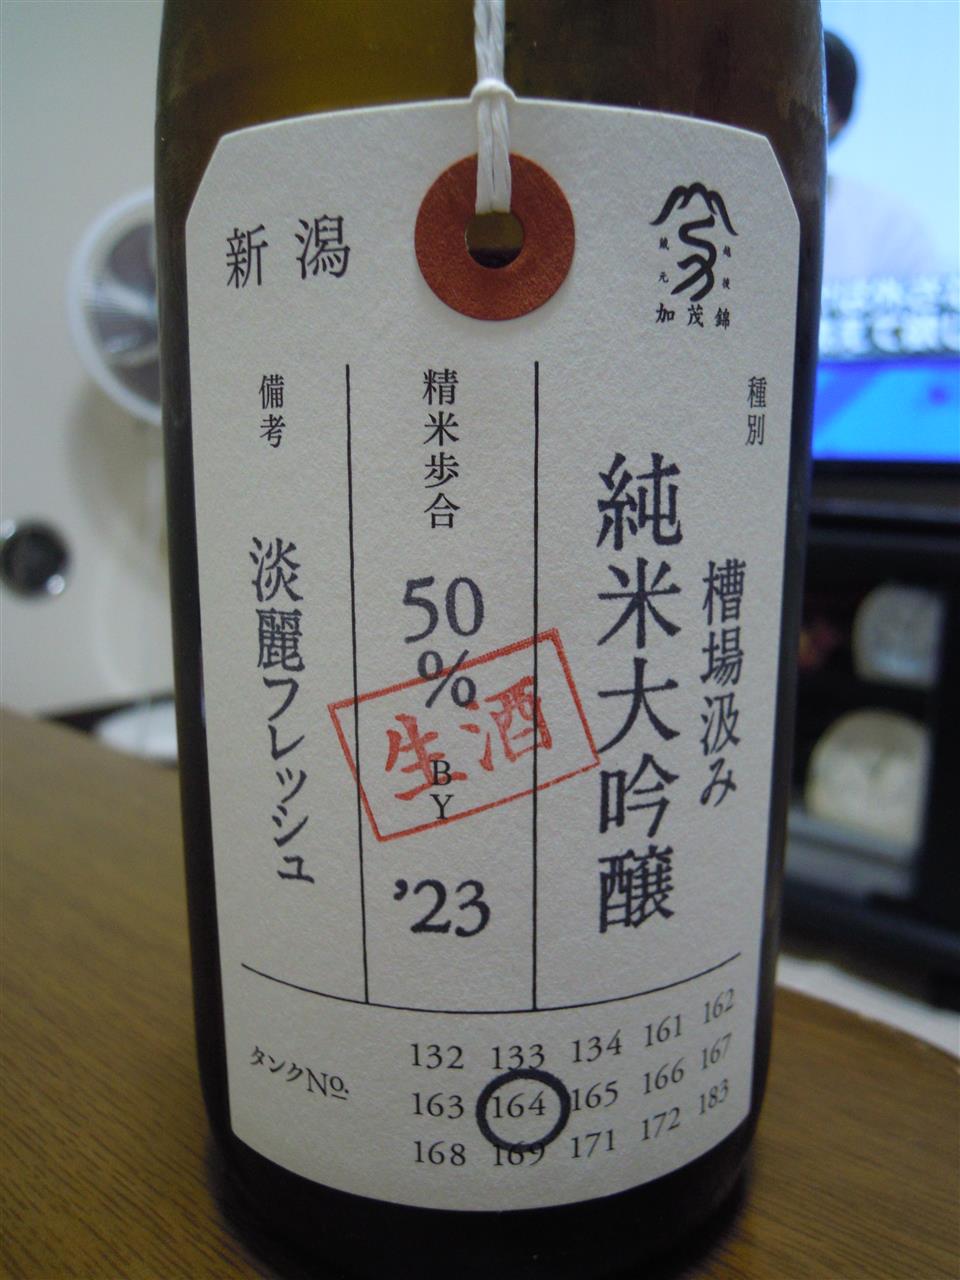 新潟
蔵元
越後
加茂錦
種別
槽場汲み
純米大吟醸
精米歩合
50
%
生酒
BY
'23
備考
淡麗フレッシュ
タンクNo.
132 133 134 161 162
163 164 165 166 167
168 169 171 172 183